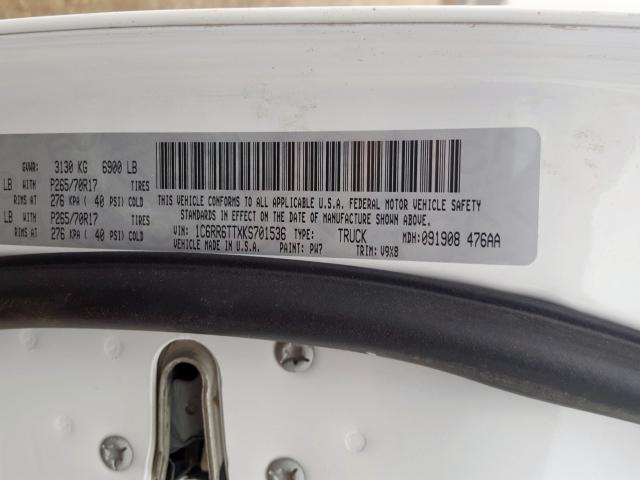 GVWR: 3130 KG 6900 LB
LB WITH P265/70R17 TIRES
RIMS AT 276 KPA ( 40 PSI) COLD
LB WITH P265/70R17 TIRES
RIMS AT 276 KPA ( 40 PSI) COLD
THIS VEHICLE CONFORMS TO ALL APPLICABLE U.S.A. FEDERAL MOTOR VEHICLE SAFETY
STANDARDS IN EFFECT ON THE DATE OF MANUFACTURE SHOWN ABOVE.
VIN: 1C6RR6TTXKS701536 TYPE: TRUCK MDH: 091908 476AA
VEHICLE MADE IN U.S.A. PAINT: PW7 TRIM: V9X8